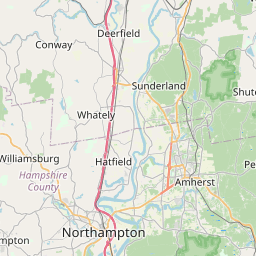 Deerfield
Conway
Sunderland
Shute
Whately
Williamsburg
Hatfield
Pe
Hampshire
County
Amherst
Northampton
mpton